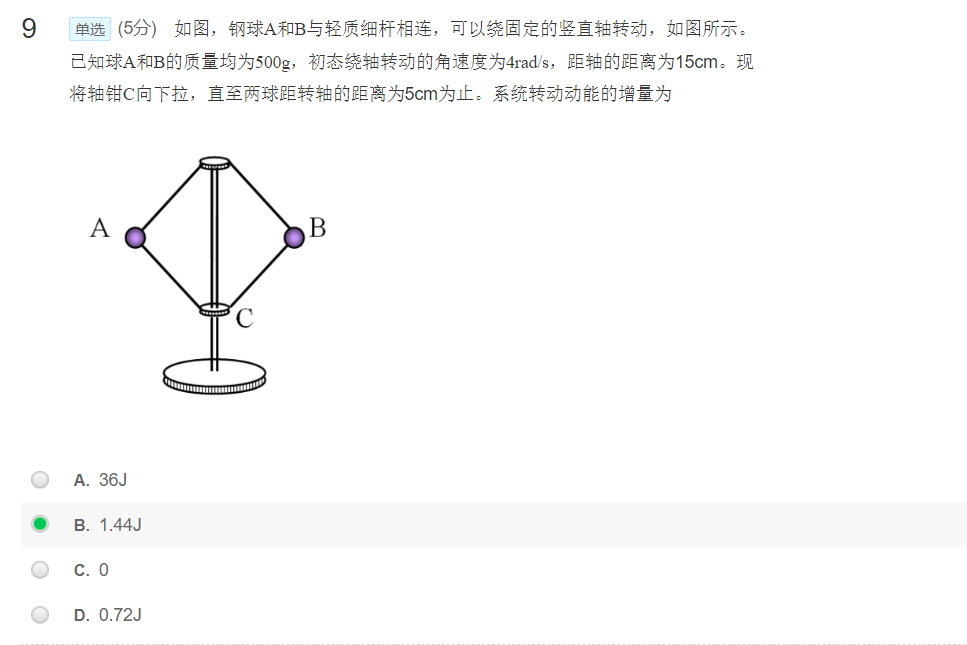 9 单选 (5分) 如图，钢球A和B与轻质细杆相连，可以绕固定的竖直轴转动，如图所示。
已知球A和B的质量均为500g，初态绕轴转动的角速度为4rad/s，距轴的距离为15cm。现
将轴钳C向下拉，直至两球距转轴的距离为5cm为止。系统转动动能的增量为
A B
C
A. 36J
B. 1.44J
C. 0
D. 0.72J